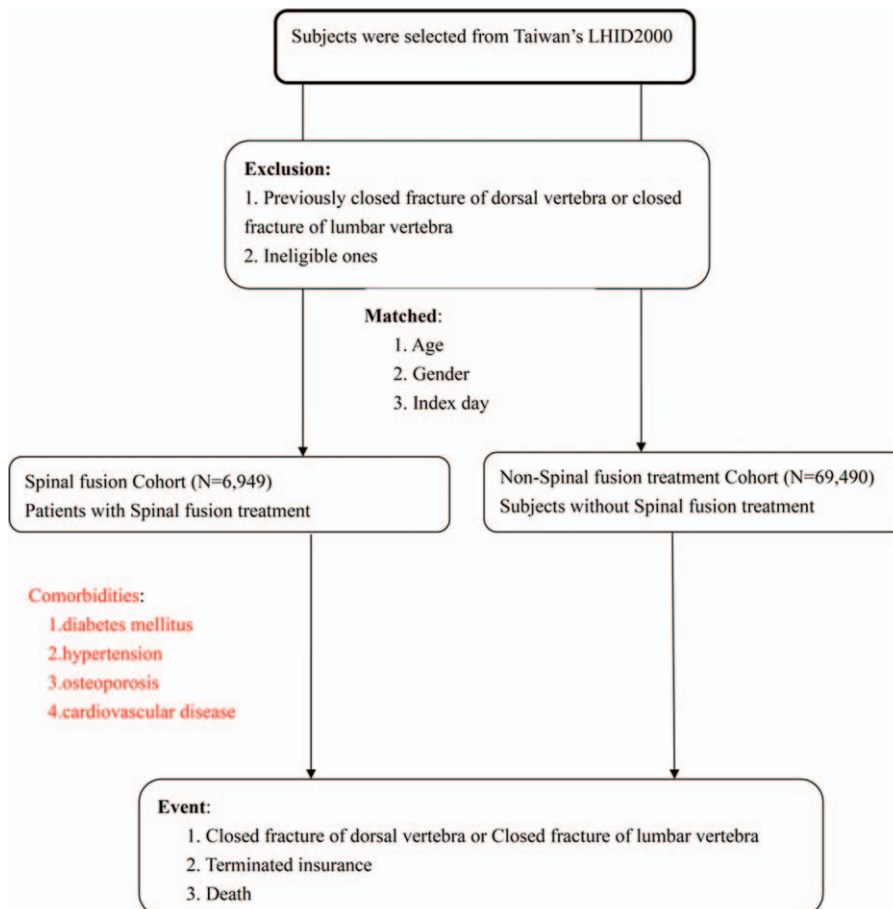 Subjects were selected from Taiwan's LHID2000
Exclusion:
1. Previously closed fracture of dorsal vertebra or closed
fracture of lumbar vertebra
2. Ineligible ones
Matched:
1. Age
2. Gender
3. Index day
Spinal fusion Cohort (N=6,949)
Patients with Spinal fusion treatment
Non-Spinal fusion treatment Cohort (N=69,490)
Subjects without Spinal fusion treatment
Comorbidities:
1.diabetes mellitus
2.hypertension
3.osteoporosis
4.cardiovascular disease
Event:
1. Closed fracture of dorsal vertebra or Closed fracture of lumbar vertebra
2. Terminated insurance
3. Death